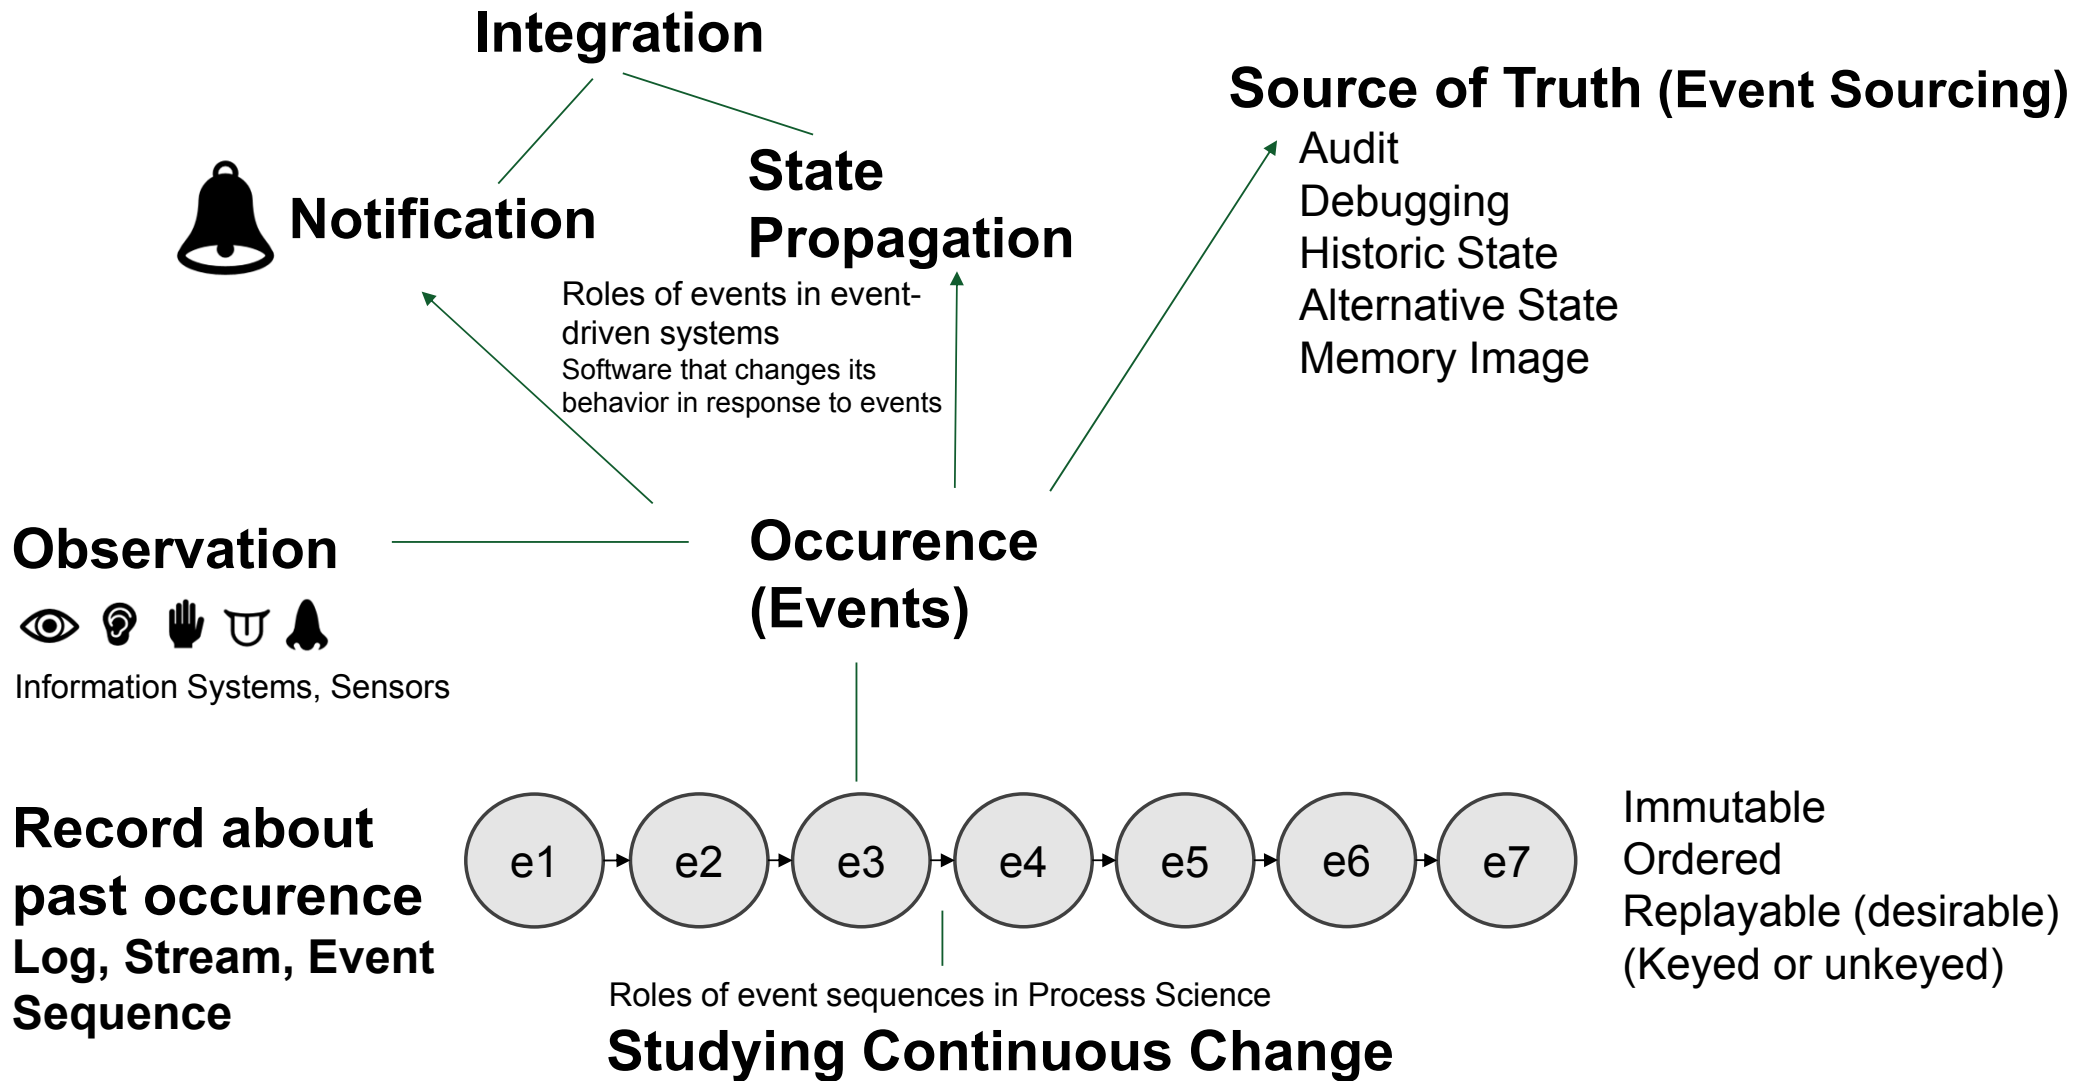 Integration
Source of Truth (Event Sourcing)
Audit
Debugging
Historic State
Alternative State
Memory Image
Notification
State
Propagation
Roles of events in event-
driven systems
Software that changes its
behavior in response to events
Observation
Information Systems, Sensors
Occurence
(Events)
Record about
past occurence
Log, Stream, Event
Sequence
e1 e2 e3 e4 e5 e6 e7
Immutable
Ordered
Replayable (desirable)
(Keyed or unkeyed)
Roles of event sequences in Process Science
Studying Continuous Change